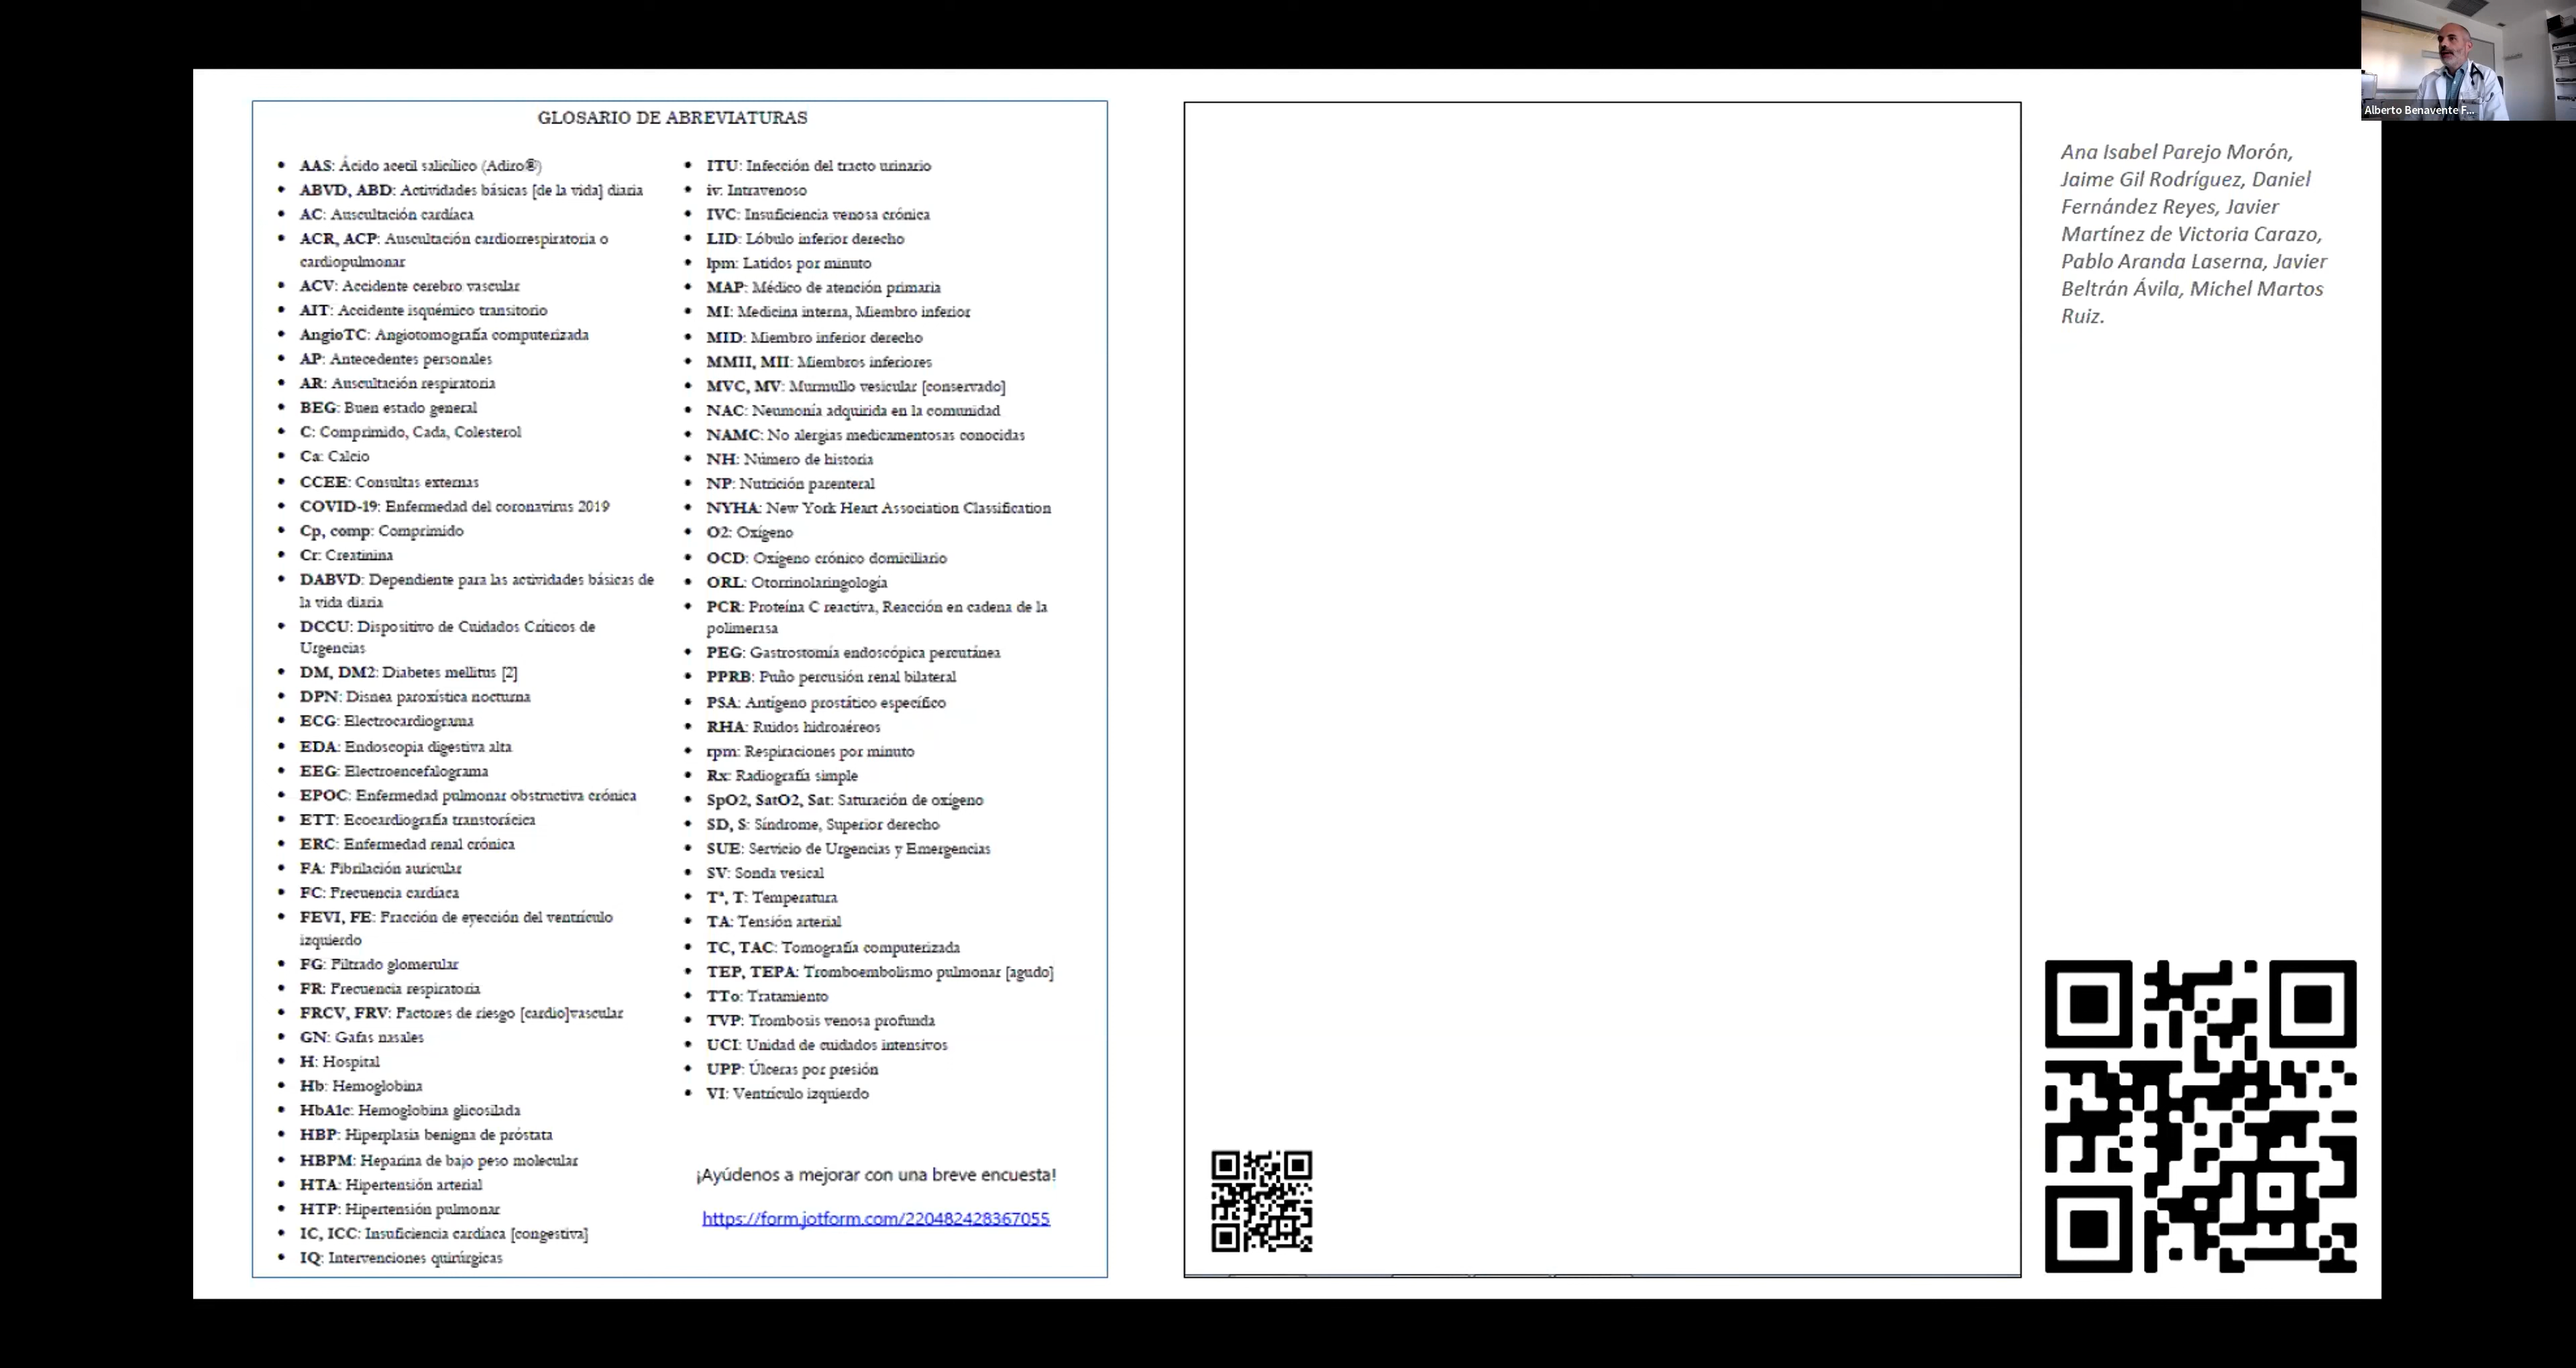 GLOSARIO DE ABREVIATURAS
AAS: Ácido acetil salicílico (Adiro®)
ABVD, ABD: Actividades básicas [de la vida] diaria
AC: Auscultación cardíaca
ACR, ACP: Auscultación cardiorrespiratoria o
cardiopulmonar
ACV: Accidente cerebro vascular
AIT: Accidente isquémico transitorio
AngioTC: Angiotomografía computerizada
AP: Antecedentes personales
AR: Auscultación respiratoria
BEG: Buen estado general
C: Comprimido, Cada, Colesterol
Ca: Calcio
CCEE: Consultas externas
COVID-19: Enfermedad del coronavirus 2019
Cp, comp: Comprimido
Cr: Creatinina
DABVD: Dependiente para las actividades básicas de
la vida diaria
DCCU: Dispositivo de Cuidados Críticos de
Urgencias
DM, DM2: Diabetes mellitus [2]
DPN: Disnea paroxística nocturna
ECG: Electrocardiograma
EDA: Endoscopia digestiva alta
EEG: Electroencefalograma
EPOC: Enfermedad pulmonar obstructiva crónica
ETT: Ecocardiografía transtorácica
ERC: Enfermedad renal crónica
FA: Fibrilación auricular
FC: Frecuencia cardíaca
FEVI, FE: Fracción de eyección del ventrículo
izquierdo
FG: Filtrado glomerular
FR: Frecuencia respiratoria
FRCV, FRV: Factores de riesgo [cardio]vascular
GN: Gafas nasales
H: Hospital
Hb: Hemoglobina
HbA1c: Hemoglobina glicosilada
HBP: Hiperplasia benigna de próstata
HBPM: Heparina de bajo peso molecular
HTA: Hipertensión arterial
HTP: Hipertensión pulmonar
IC, ICC: Insuficiencia cardíaca [congestiva]
IQ: Intervenciones quirúrgicas
ITU: Infección del tracto urinario
iv: Intravenoso
IVC: Insuficiencia venosa crónica
LID: Lóbulo inferior derecho
lpm: Latidos por minuto
MAP: Médico de atención primaria
MI: Medicina interna, Miembro inferior
MID: Miembro inferior derecho
MMII, MII: Miembros inferiores
MVC, MV: Murmullo vesicular [conservado]
NAC: Neumonía adquirida en la comunidad
NAMC: No alergias medicamentosas conocidas
NH: Número de historia
NP: Nutrición parenteral
NYHA: New York Heart Association Classification
O2: Oxígeno
OCD: Oxígeno crónico domiciliario
ORL: Otorrinolaringología
PCR: Proteína C reactiva, Reacción en cadena de la
polimerasa
PEG: Gastrostomía endoscópica percutánea
PPRB: Puño percusión renal bilateral
PSA: Antígeno prostático específico
RHA: Ruidos hidroaéreos
rpm: Respiraciones por minuto
Rx: Radiografía simple
SpO2, SatO2, Sat: Saturación de oxígeno
SD, S: Síndrome, Superior derecho
SUE: Servicio de Urgencias y Emergencias
SV: Sonda vesical
Tª, T: Temperatura
TA: Tensión arterial
TC, TAC: Tomografía computerizada
TEP, TEPA: Tromboembolismo pulmonar [agudo]
TTo: Tratamiento
TVP: Trombosis venosa profunda
UCI: Unidad de cuidados intensivos
UPP: Úlceras por presión
VI: Ventrículo izquierdo
¡Ayúdenos a mejorar con una breve encuesta!
https://form.jotform.com/220482428367055
Ana Isabel Parejo Morón,
Jaime Gil Rodríguez, Daniel
Fernández Reyes, Javier
Martínez de Victoria Carazo,
Pablo Aranda Laserna, Javier
Beltrán Ávila, Michel Martos
Ruiz.
Alberto Benavente F...